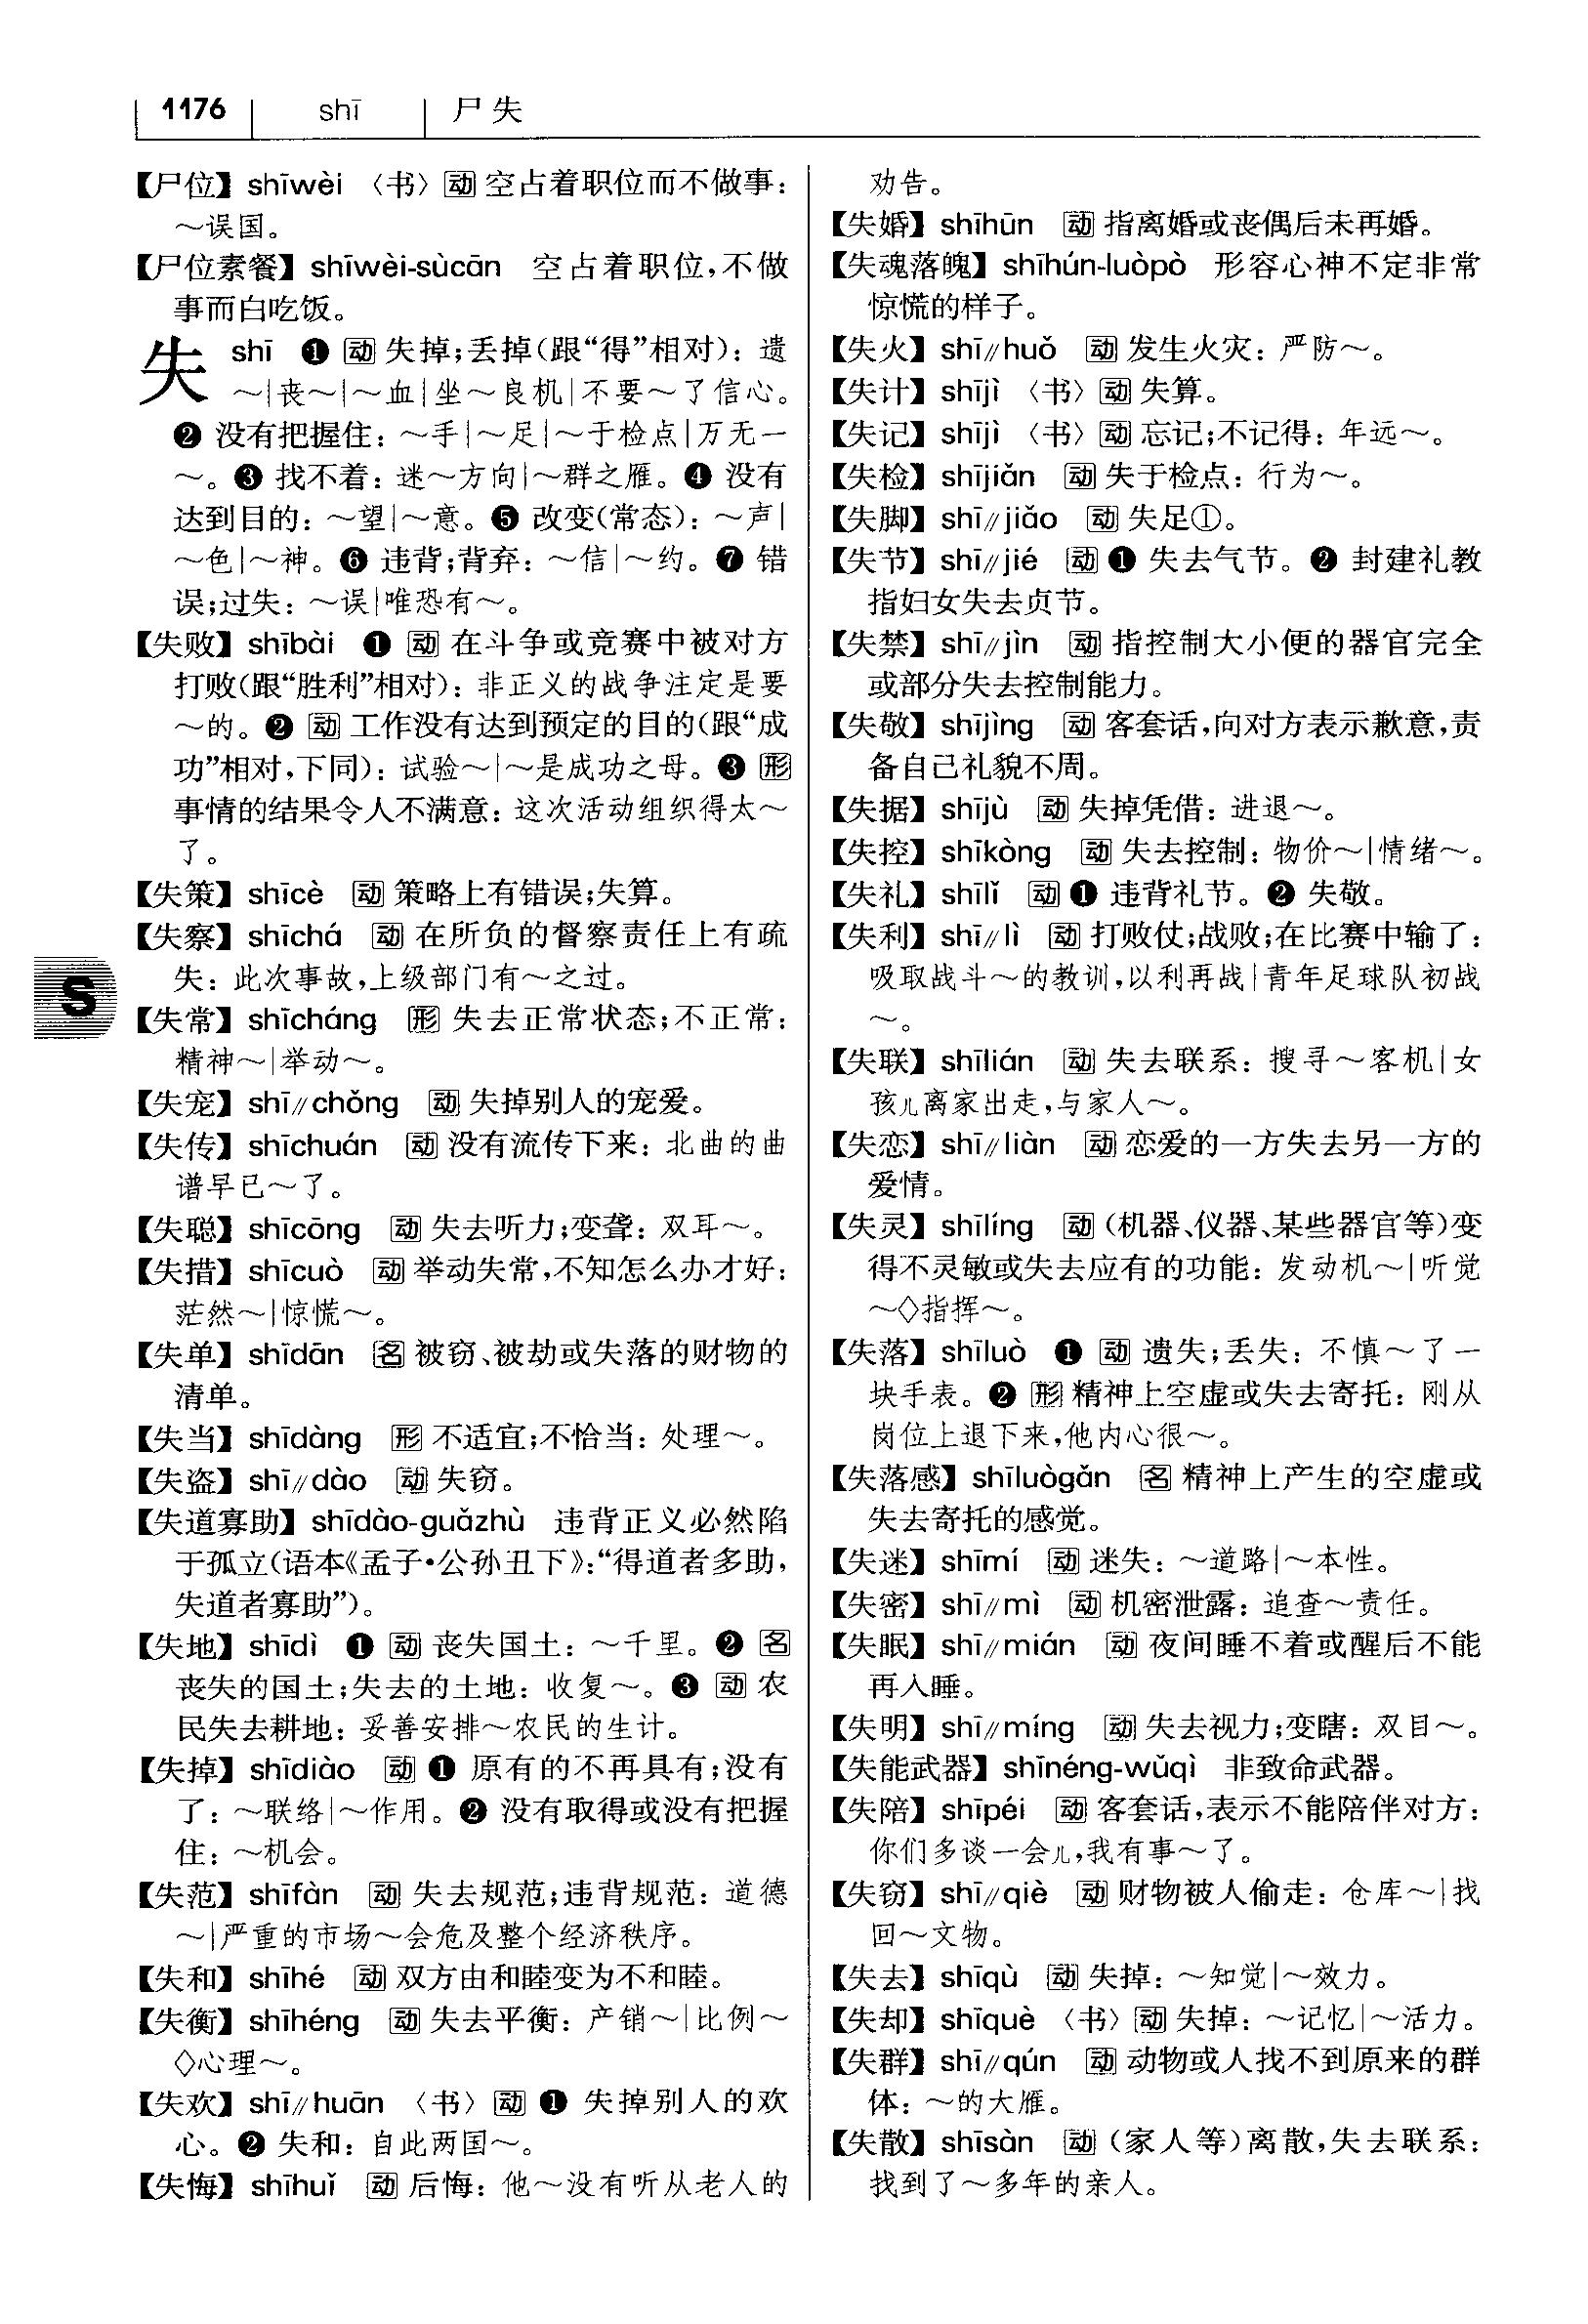 1176 shī 尸失
【尸位】 shīwèi 〈书〉 动 空占着职位而不做事：
～误国。
【尸位素餐】 shīwèi-sùcān 空占着职位，不做
事而白吃饭。
失 shī ❶ 动 失掉；丢掉（跟“得”相对）：遗
～|丧～|～血|坐～良机|不要～了信心。
❷ 没有把握住：～手|～足|～于检点|万无一
～。❸ 找不着：迷～方向|～群之雁。❹ 没有
达到目的：～望|～意。❺ 改变（常态）：～声|
～色|～神。❻ 违背；背弃：～信|～约。❼ 错
误；过失：～误|唯恐有～。
【失败】 shībài ❶ 动 在斗争或竞赛中被对方
打败（跟“胜利”相对）：非正义的战争注定是要
～的。❷ 动 工作没有达到预定的目的（跟“成
功”相对，下同）：试验～|～是成功之母。❸ 形
事情的结果令人不满意：这次活动组织得太～
了。
【失策】 shīcè 动 策略上有错误；失算。
【失察】 shīchá 动 在所负的督察责任上有疏
失：此次事故，上级部门有～之过。
S
【失常】 shīcháng 形 失去正常状态；不正常：
精神～|举动～。
【失宠】 shī//chǒng 动 失掉别人的宠爱。
【失传】 shīchuán 动 没有流传下来：北曲的曲
谱早已～了。
【失聪】 shīcōng 动 失去听力；变聋：双耳～。
【失措】 shīcuò 动 举动失常，不知怎么办才好：
茫然～|惊慌～。
【失单】 shīdān 名 被窃、被劫或失落的财物的
清单。
【失当】 shīdàng 形 不适宜；不恰当：处理～。
【失盗】 shī//dào 动 失窃。
【失道寡助】 shīdào-guǎzhù 违背正义必然陷
于孤立（语本《孟子·公孙丑下》：“得道者多助，
失道者寡助”）。
【失地】 shīdì ❶ 动 丧失国土：～千里。❷ 名
丧失的国土；失去的土地：收复～。❸ 动 农
民失去耕地：妥善安排～农民的生计。
【失掉】 shīdiào 动 ❶ 原有的不再具有；没有
了：～联络|～作用。❷ 没有取得或没有把握
住：～机会。
【失范】 shīfàn 动 失去规范；违背规范：道德
～|严重的市场～会危及整个经济秩序。
【失和】 shīhé 动 双方由和睦变为不和睦。
【失衡】 shīhéng 动 失去平衡：产销～|比例～
◇心理～。
【失欢】 shī//huān 〈书〉 动 ❶ 失掉别人的欢
心。❷ 失和：自此两国～。
【失悔】 shīhuǐ 动 后悔：他～没有听从老人的
劝告。
【失婚】 shīhūn 动 指离婚或丧偶后未再婚。
【失魂落魄】 shīhún-luòpò 形容心神不定非常
惊慌的样子。
【失火】 shī//huǒ 动 发生火灾：严防～。
【失计】 shījì 〈书〉 动 失算。
【失记】 shījì 〈书〉 动 忘记；不记得：年远～。
【失检】 shījiǎn 动 失于检点：行为～。
【失脚】 shī//jiǎo 动 失足①。
【失节】 shī//jié 动 ❶ 失去气节。❷ 封建礼教
指妇女失去贞节。
【失禁】 shī//jìn 动 指控制大小便的器官完全
或部分失去控制能力。
【失敬】 shījìng 动 客套话，向对方表示歉意，责
备自己礼貌不周。
【失据】 shījù 动 失掉凭借：进退～。
【失控】 shīkòng 动 失去控制：物价～|情绪～。
【失礼】 shīlǐ 动 ❶ 违背礼节。❷ 失敬。
【失利】 shī//lì 动 打败仗；战败；在比赛中输了：
吸取战斗～的教训，以利再战|青年足球队初战
～。
【失联】 shīlián 动 失去联系：搜寻～客机|女
孩儿离家出走，与家人～。
【失恋】 shī//liàn 动 恋爱的一方失去另一方的
爱情。
【失灵】 shīlíng 动 （机器、仪器、某些器官等）变
得不灵敏或失去应有的功能：发动机～|听觉
～◇指挥～。
【失落】 shīluò ❶ 动 遗失；丢失：不慎～了一
块手表。❷ 形 精神上空虚或失去寄托：刚从
岗位上退下来，他内心很～。
【失落感】 shīluògǎn 名 精神上产生的空虚或
失去寄托的感觉。
【失迷】 shīmí 动 迷失：～道路|～本性。
【失密】 shī//mì 动 机密泄露：追查～责任。
【失眠】 shī//mián 动 夜间睡不着或醒后不能
再入睡。
【失明】 shī//míng 动 失去视力；变瞎：双目～。
【失能武器】 shīnéng-wǔqì 非致命武器。
【失陪】 shīpéi 动 客套话，表示不能陪伴对方：
你们多谈一会儿，我有事～了。
【失窃】 shī//qiè 动 财物被人偷走：仓库～|找
回～文物。
【失去】 shīqù 动 失掉：～知觉|～效力。
【失却】 shīquè 〈书〉 动 失掉：～记忆|～活力。
【失群】 shī//qún 动 动物或人找不到原来的群
体：～的大雁。
【失散】 shīsàn 动 （家人等）离散，失去联系：
找到了～多年的亲人。